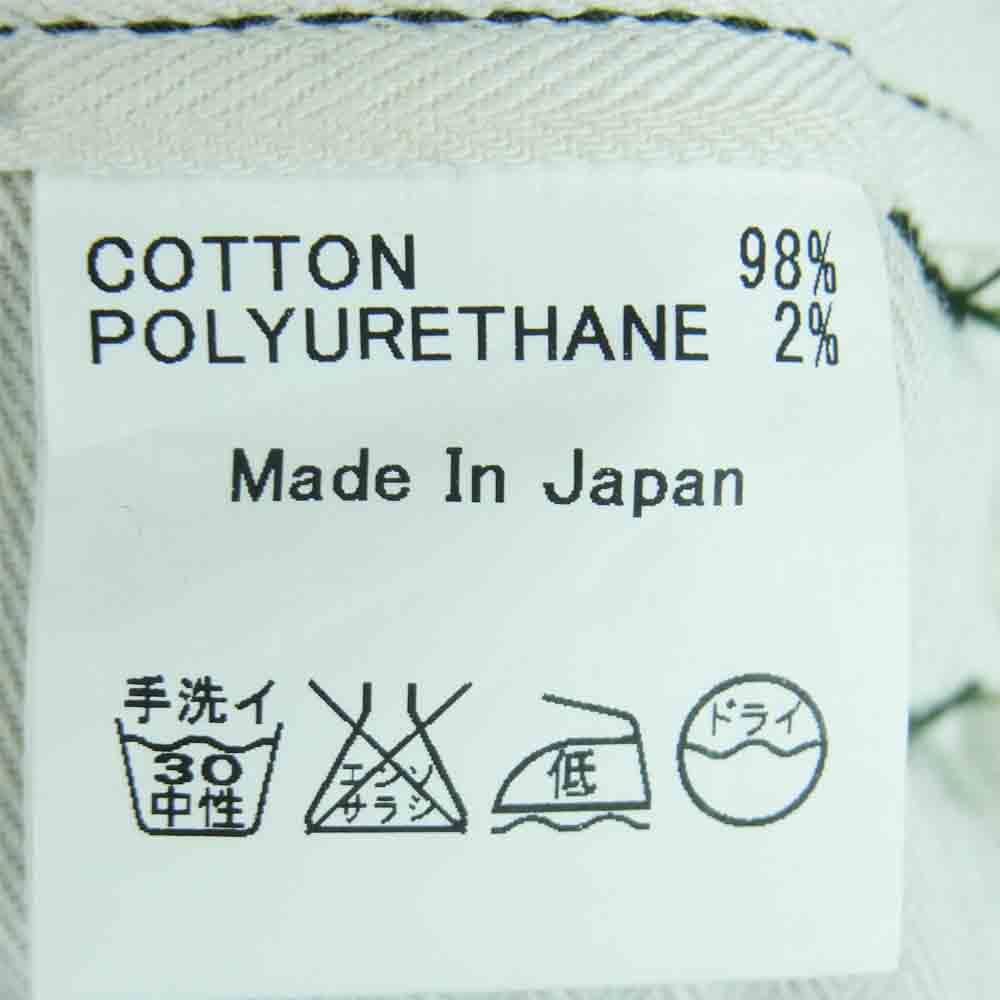 COTTON 98%
POLYURETHANE 2%
Made In Japan
手洗イ
30
中性
エンソ
サラシ
低
ドライ